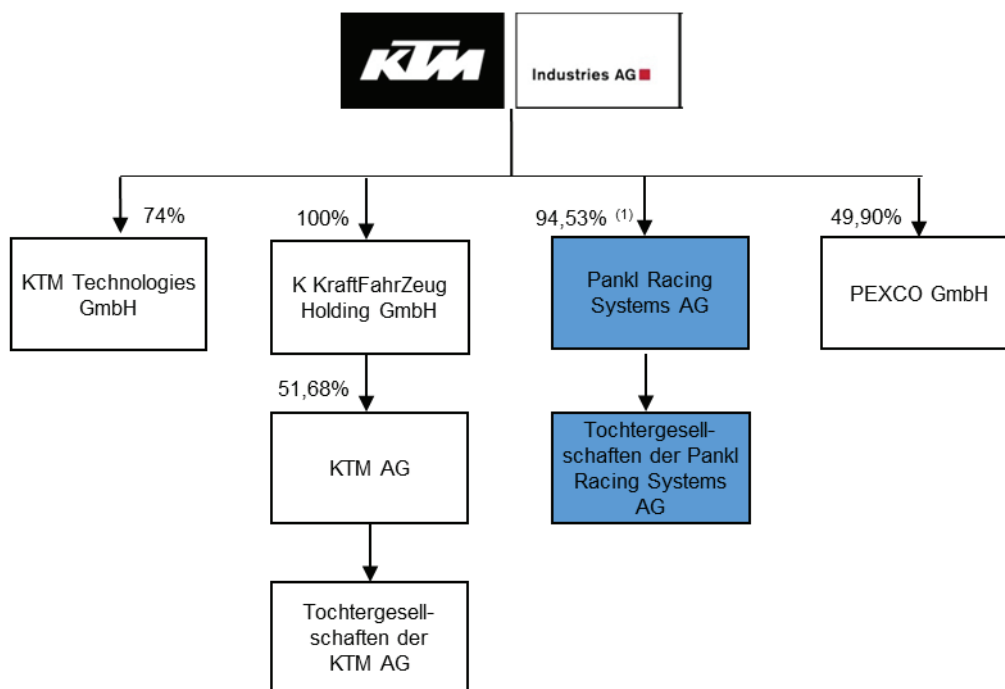 KTM
Industries AG
74%
100%
94,53% (1)
49,90%
KTM Technologies
GmbH
K KraftFahrZeug
Holding GmbH
Pankl Racing
Systems AG
PEXCO GmbH
51,68%
KTM AG
Tochtergesell-
schaften der Pankl
Racing Systems
AG
Tochtergesell-
schaften der
KTM AG